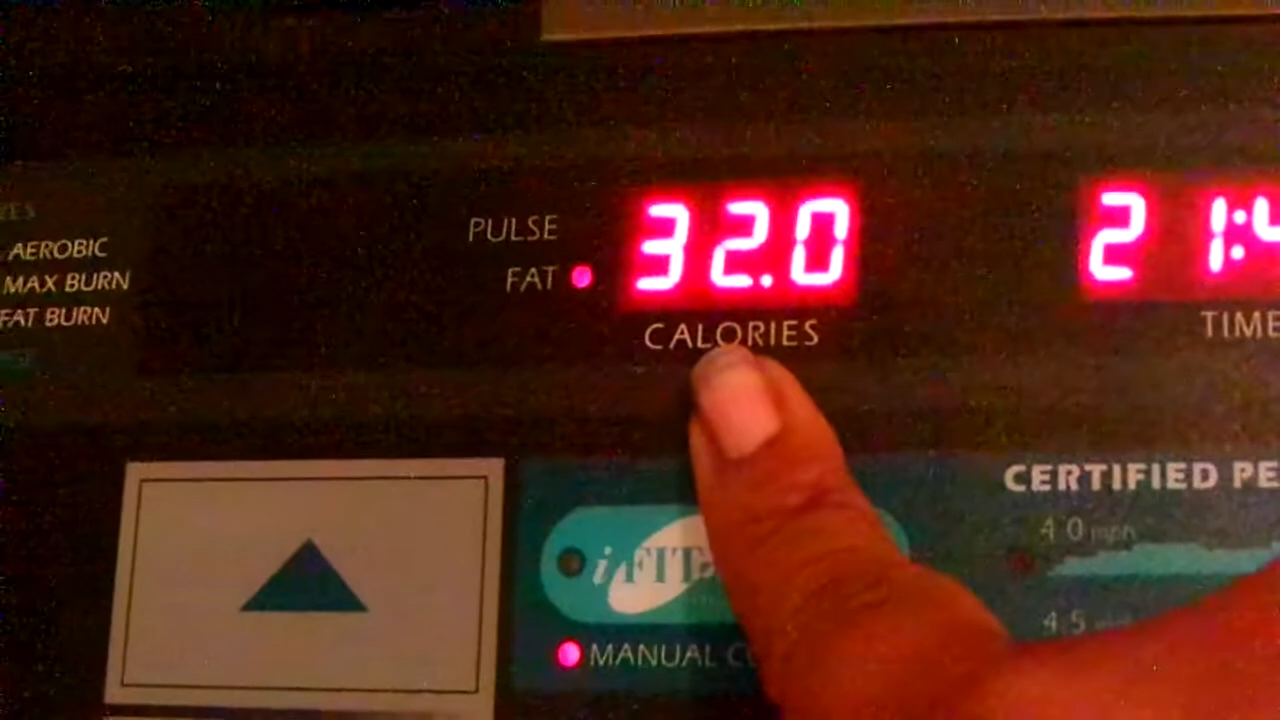 AEROBIC
MAX BURN
FAT BURN
PULSE
FAT
32.0
CALORIES
21:4
TIME
CERTIFIED PE
4.0 mph
iFIT.
4.5
MANUAL